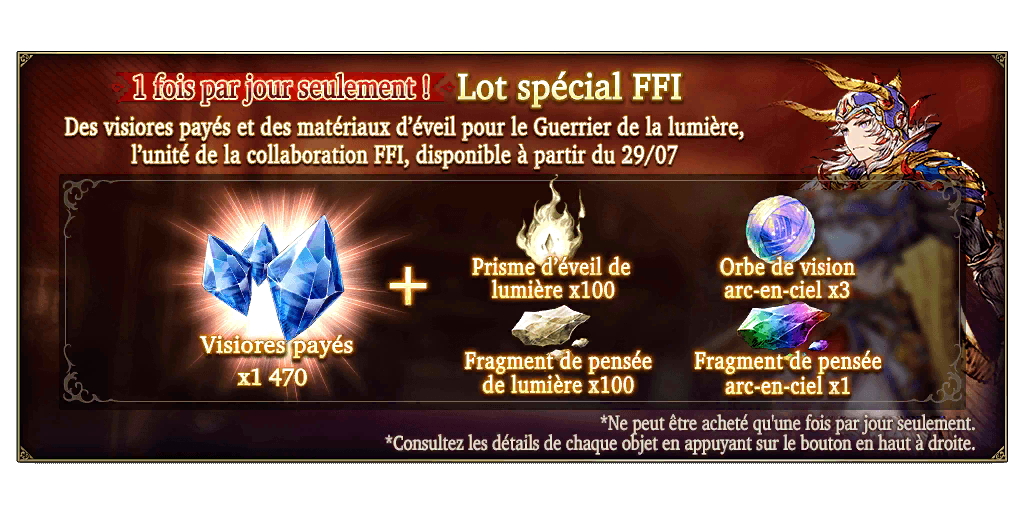 1 fois par jour seulement ! Lot spécial FFI
Des visiores payés et des matériaux d'éveil pour le Guerrier de la lumière,
l'unité de la collaboration FFI, disponible à partir du 29/07
Visiores payés
x1 470
+
Prisme d'éveil de
lumière x100
Orbe de vision
arc-en-ciel x3
Fragment de pensée
de lumière x100
Fragment de pensée
arc-en-ciel x1
*Ne peut être acheté qu'une fois par jour seulement.
*Consultez les détails de chaque objet en appuyant sur le bouton en haut à droite.